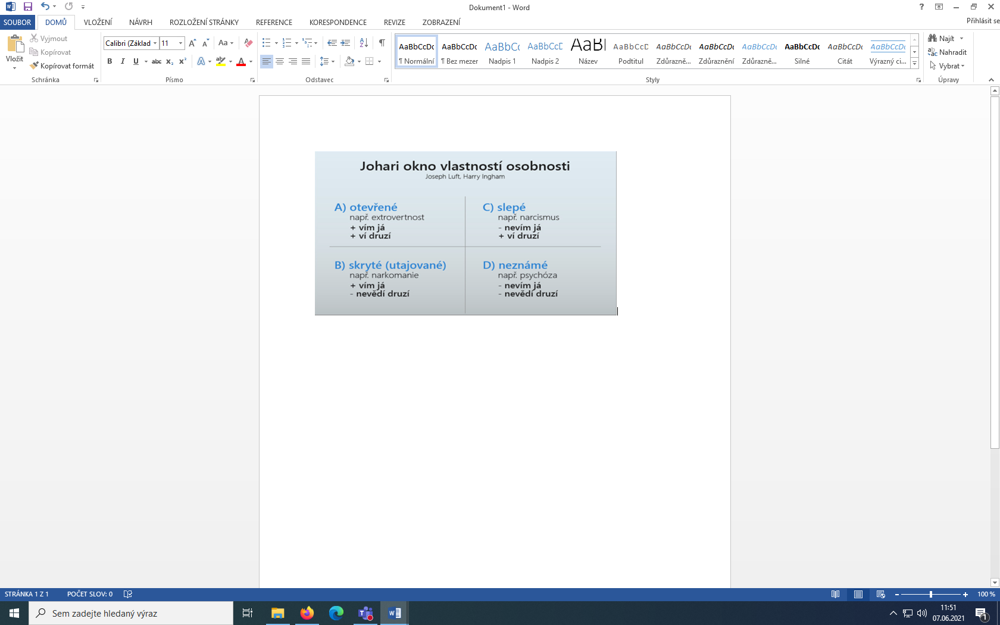 Dokument1 - Word
Přihlásit se
SOUBOR DOMŮ VLOŽENÍ NÁVRH ROZLOŽENÍ STRÁNKY REFERENCE KORESPONDENCE REVIZE ZOBRAZENÍ
Vložit
Vyjmout
Kopírovat
Kopírovat formát
Schránka
Calibri (Základ 11
Písmo
Odstavec
AaBbCcDc AaBbCcDc AaBbCc AaBbCcD AaBl AaBbCcD AaBbCcDc AaBbCcDc AaBbCcDc AaBbCcDc AaBbCcDc AaBbCcDc
¶ Normální ¶ Bez mezer Nadpis 1 Nadpis 2 Název Podtitul Zdůrazně... Zdůraznění Zdůrazně... Silné Citát Výrazný ci...
Styly
Najít
Nahradit
Vybrat
Úpravy
Johari okno vlastností osobnosti
Joseph Luft, Harry Ingham
A) otevřené
např. extrovertnost
+ vím já
+ ví druzí
C) slepé
např. narcismus
- nevím já
+ ví druzí
B) skryté (utajované)
např. narkomanie
+ vím já
- nevědí druzí
D) neznámé
např. psychóza
- nevím já
- nevědí druzí
STRÁNKA 1 Z 1 POČET SLOV: 0
100 %
Sem zadejte hledaný výraz
11:51
07.06.2021
1